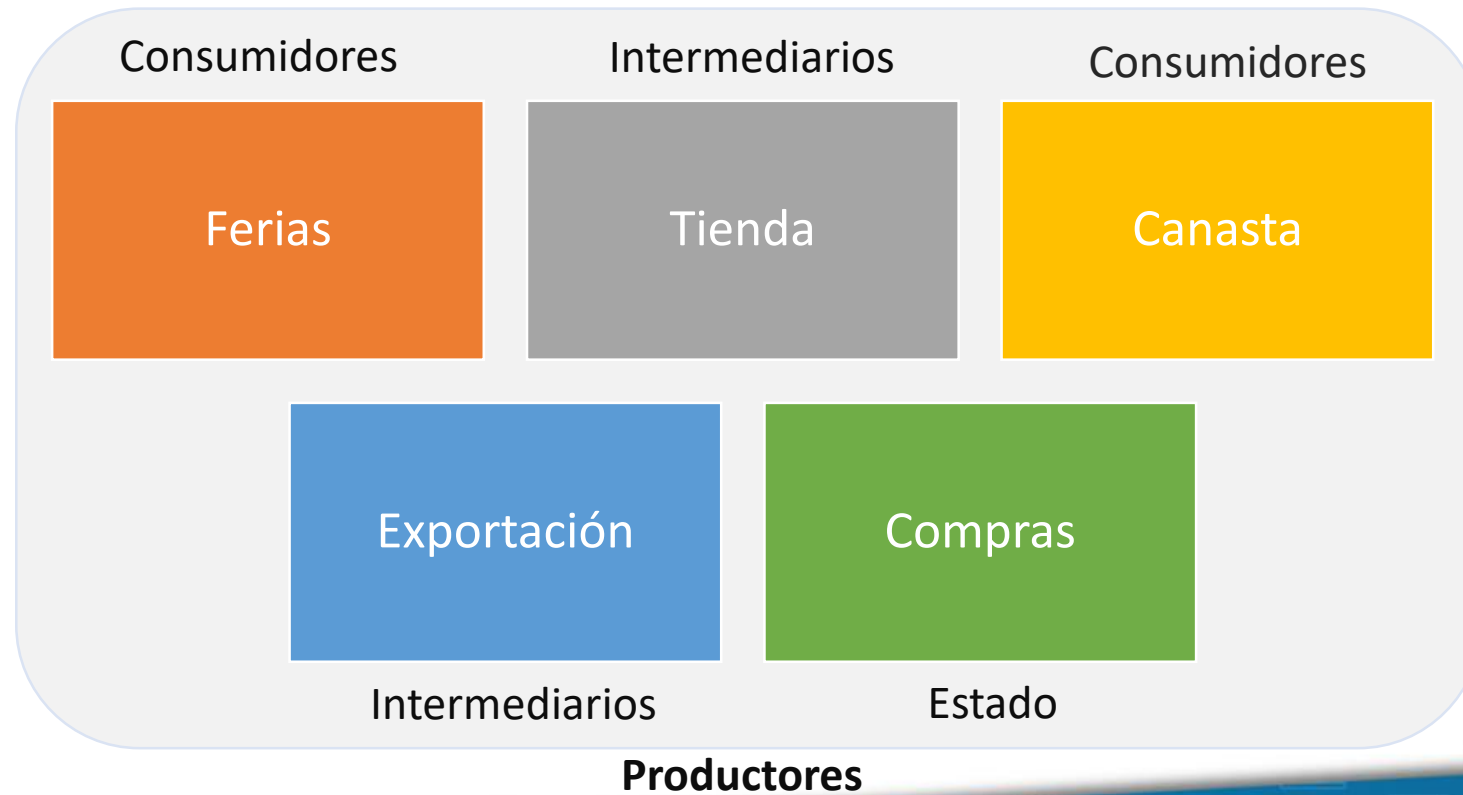 Consumidores
Intermediarios
Consumidores
Ferias
Tienda
Canasta
Exportación
Compras
Intermediarios
Estado
Productores